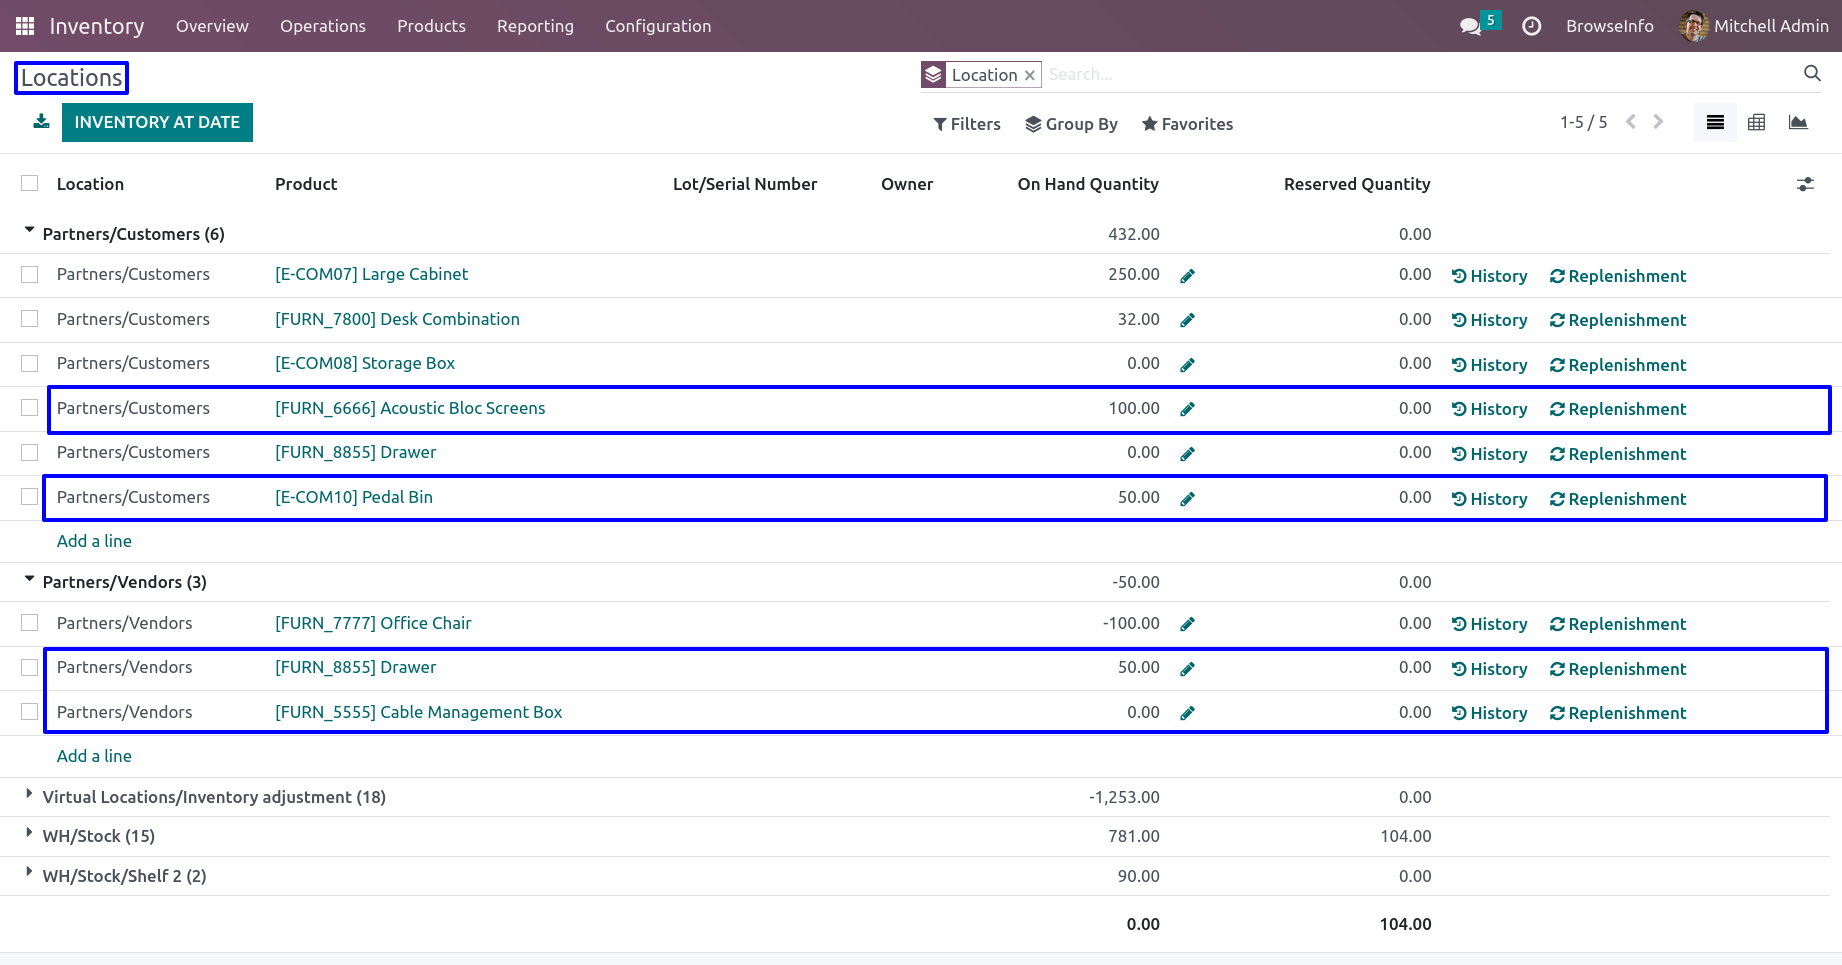 Inventory Overview Operations Products Reporting Configuration 5 BrowseInfo Mitchell Admin
Locations
Location × Search...
INVENTORY AT DATE
Filters Group By Favorites 1-5 / 5
Location Product Lot/Serial Number Owner On Hand Quantity Reserved Quantity
Partners/Customers (6) 432.00 0.00
Partners/Customers [E-COM07] Large Cabinet 250.00 0.00 History Replenishment
Partners/Customers [FURN_7800] Desk Combination 32.00 0.00 History Replenishment
Partners/Customers [E-COM08] Storage Box 0.00 0.00 History Replenishment
Partners/Customers [FURN_6666] Acoustic Bloc Screens 100.00 0.00 History Replenishment
Partners/Customers [FURN_8855] Drawer 0.00 0.00 History Replenishment
Partners/Customers [E-COM10] Pedal Bin 50.00 0.00 History Replenishment
Add a line
Partners/Vendors (3) -50.00 0.00
Partners/Vendors [FURN_7777] Office Chair -100.00 0.00 History Replenishment
Partners/Vendors [FURN_8855] Drawer 50.00 0.00 History Replenishment
Partners/Vendors [FURN_5555] Cable Management Box 0.00 0.00 History Replenishment
Add a line
Virtual Locations/Inventory adjustment (18) -1,253.00 0.00
WH/Stock (15) 781.00 104.00
WH/Stock/Shelf 2 (2) 90.00 0.00
0.00 104.00